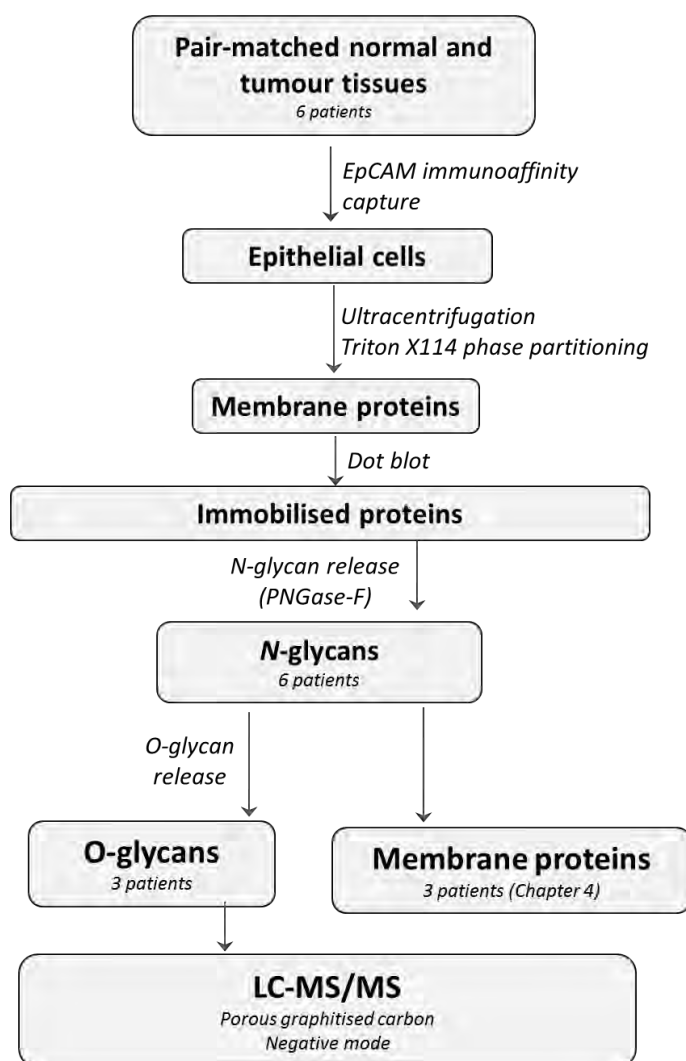 Pair-matched normal and
tumour tissues
6 patients
EpCAM immunoaffinity
capture
Epithelial cells
Ultracentrifugation
Triton X114 phase partitioning
Membrane proteins
Dot blot
Immobilised proteins
N-glycan release
(PNGase-F)
N-glycans
6 patients
O-glycan
release
O-glycans
3 patients
Membrane proteins
3 patients (Chapter 4)
LC-MS/MS
Porous graphitised carbon
Negative mode